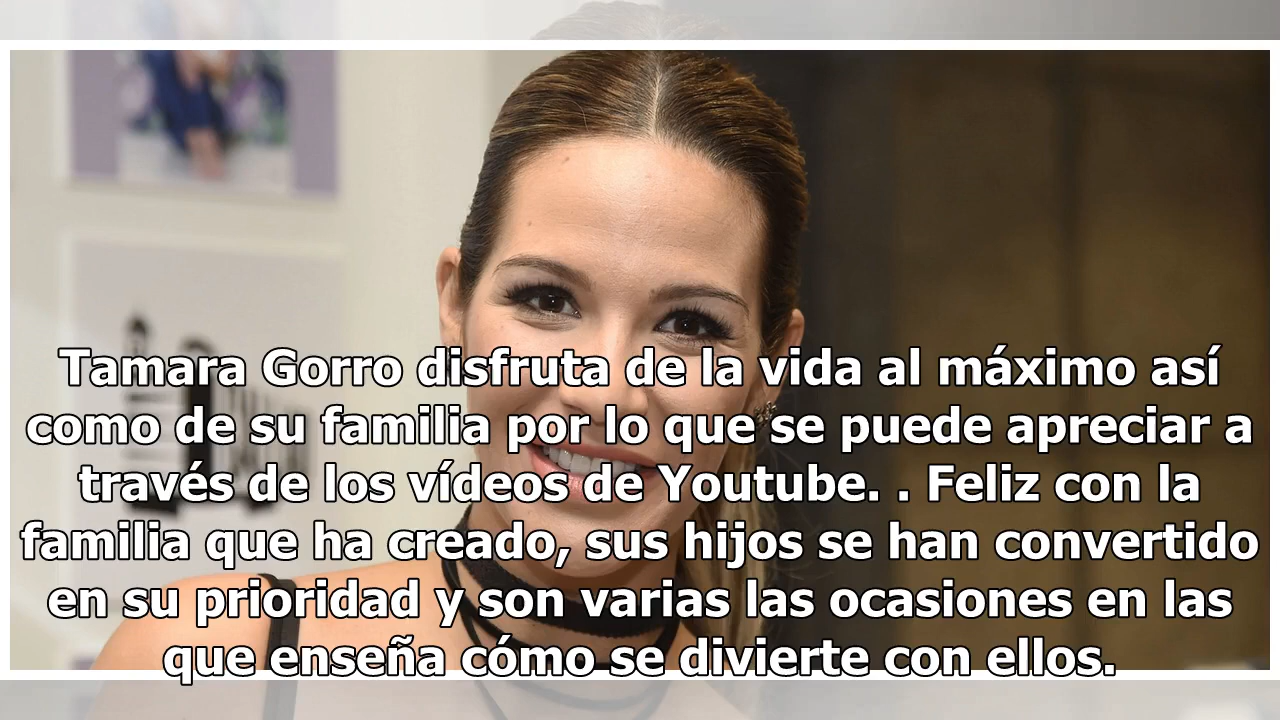 Tamara Gorro disfruta de la vida al máximo así
como de su familia por lo que se puede apreciar a
través de los vídeos de Youtube. . Feliz con la
familia que ha creado, sus hijos se han convertido
en su prioridad y son varias las ocasiones en las
que enseña cómo se divierte con ellos.